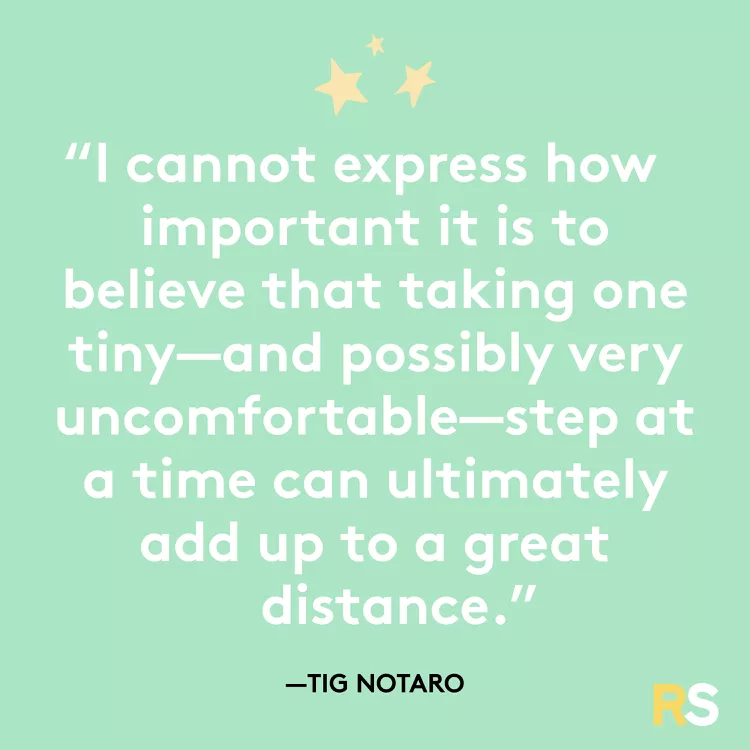 “I cannot express how
important it is to
believe that taking one
tiny—and possibly very
uncomfortable—step at
a time can ultimately
add up to a great
distance.”
—TIG NOTARO
RS